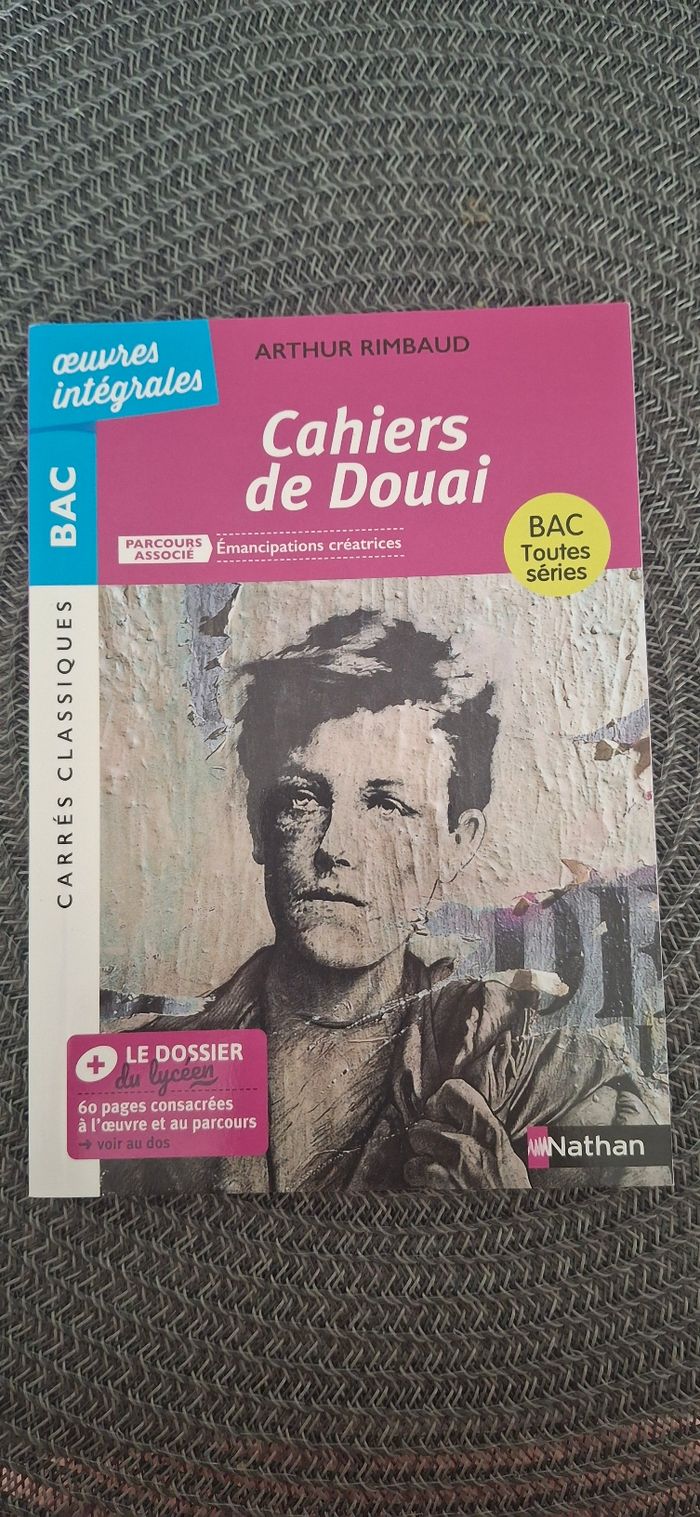 œuvres
intégrales
ARTHUR RIMBAUD
Cahiers
de Douai
BAC
PARCOURS
ASSOCIÉ
Émancipations créatrices
BAC
Toutes
séries
CARRÉS CLASSIQUES
DE
+ LE DOSSIER
du lycéen
60 pages consacrées
à l'œuvre et au parcours
→ voir au dos
Nathan